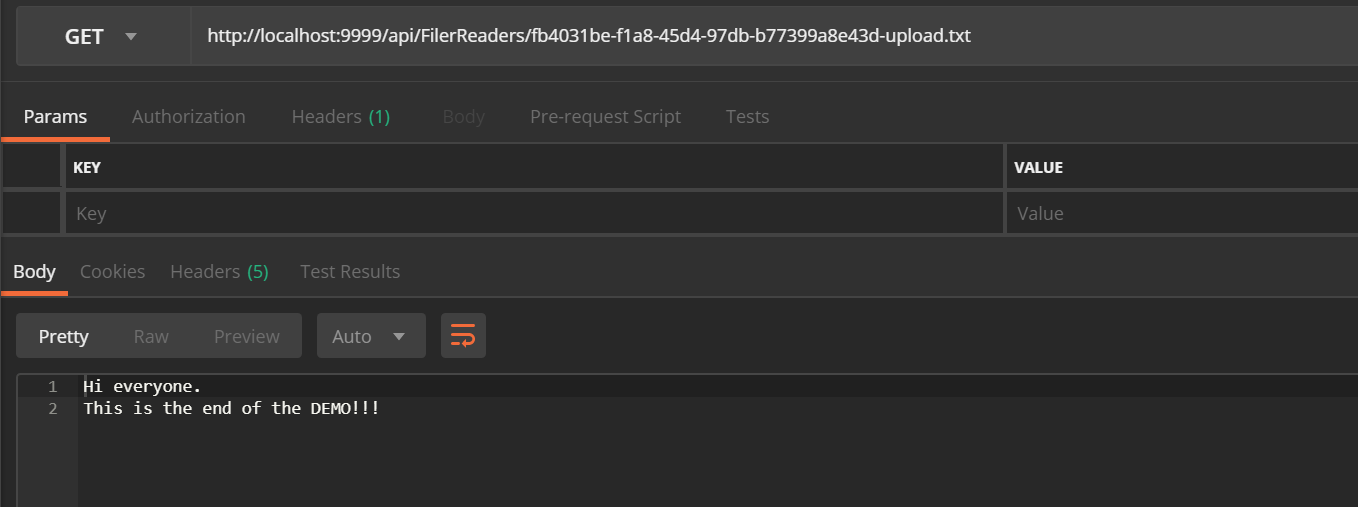 GET http://localhost:9999/api/FilerReaders/fb4031be-f1a8-45d4-97db-b77399a8e43d-upload.txt
Params Authorization Headers (1) Body Pre-request Script Tests
KEY VALUE
Key Value
Body Cookies Headers (5) Test Results
Pretty Raw Preview Auto
1 Hi everyone.
2 This is the end of the DEMO!!!